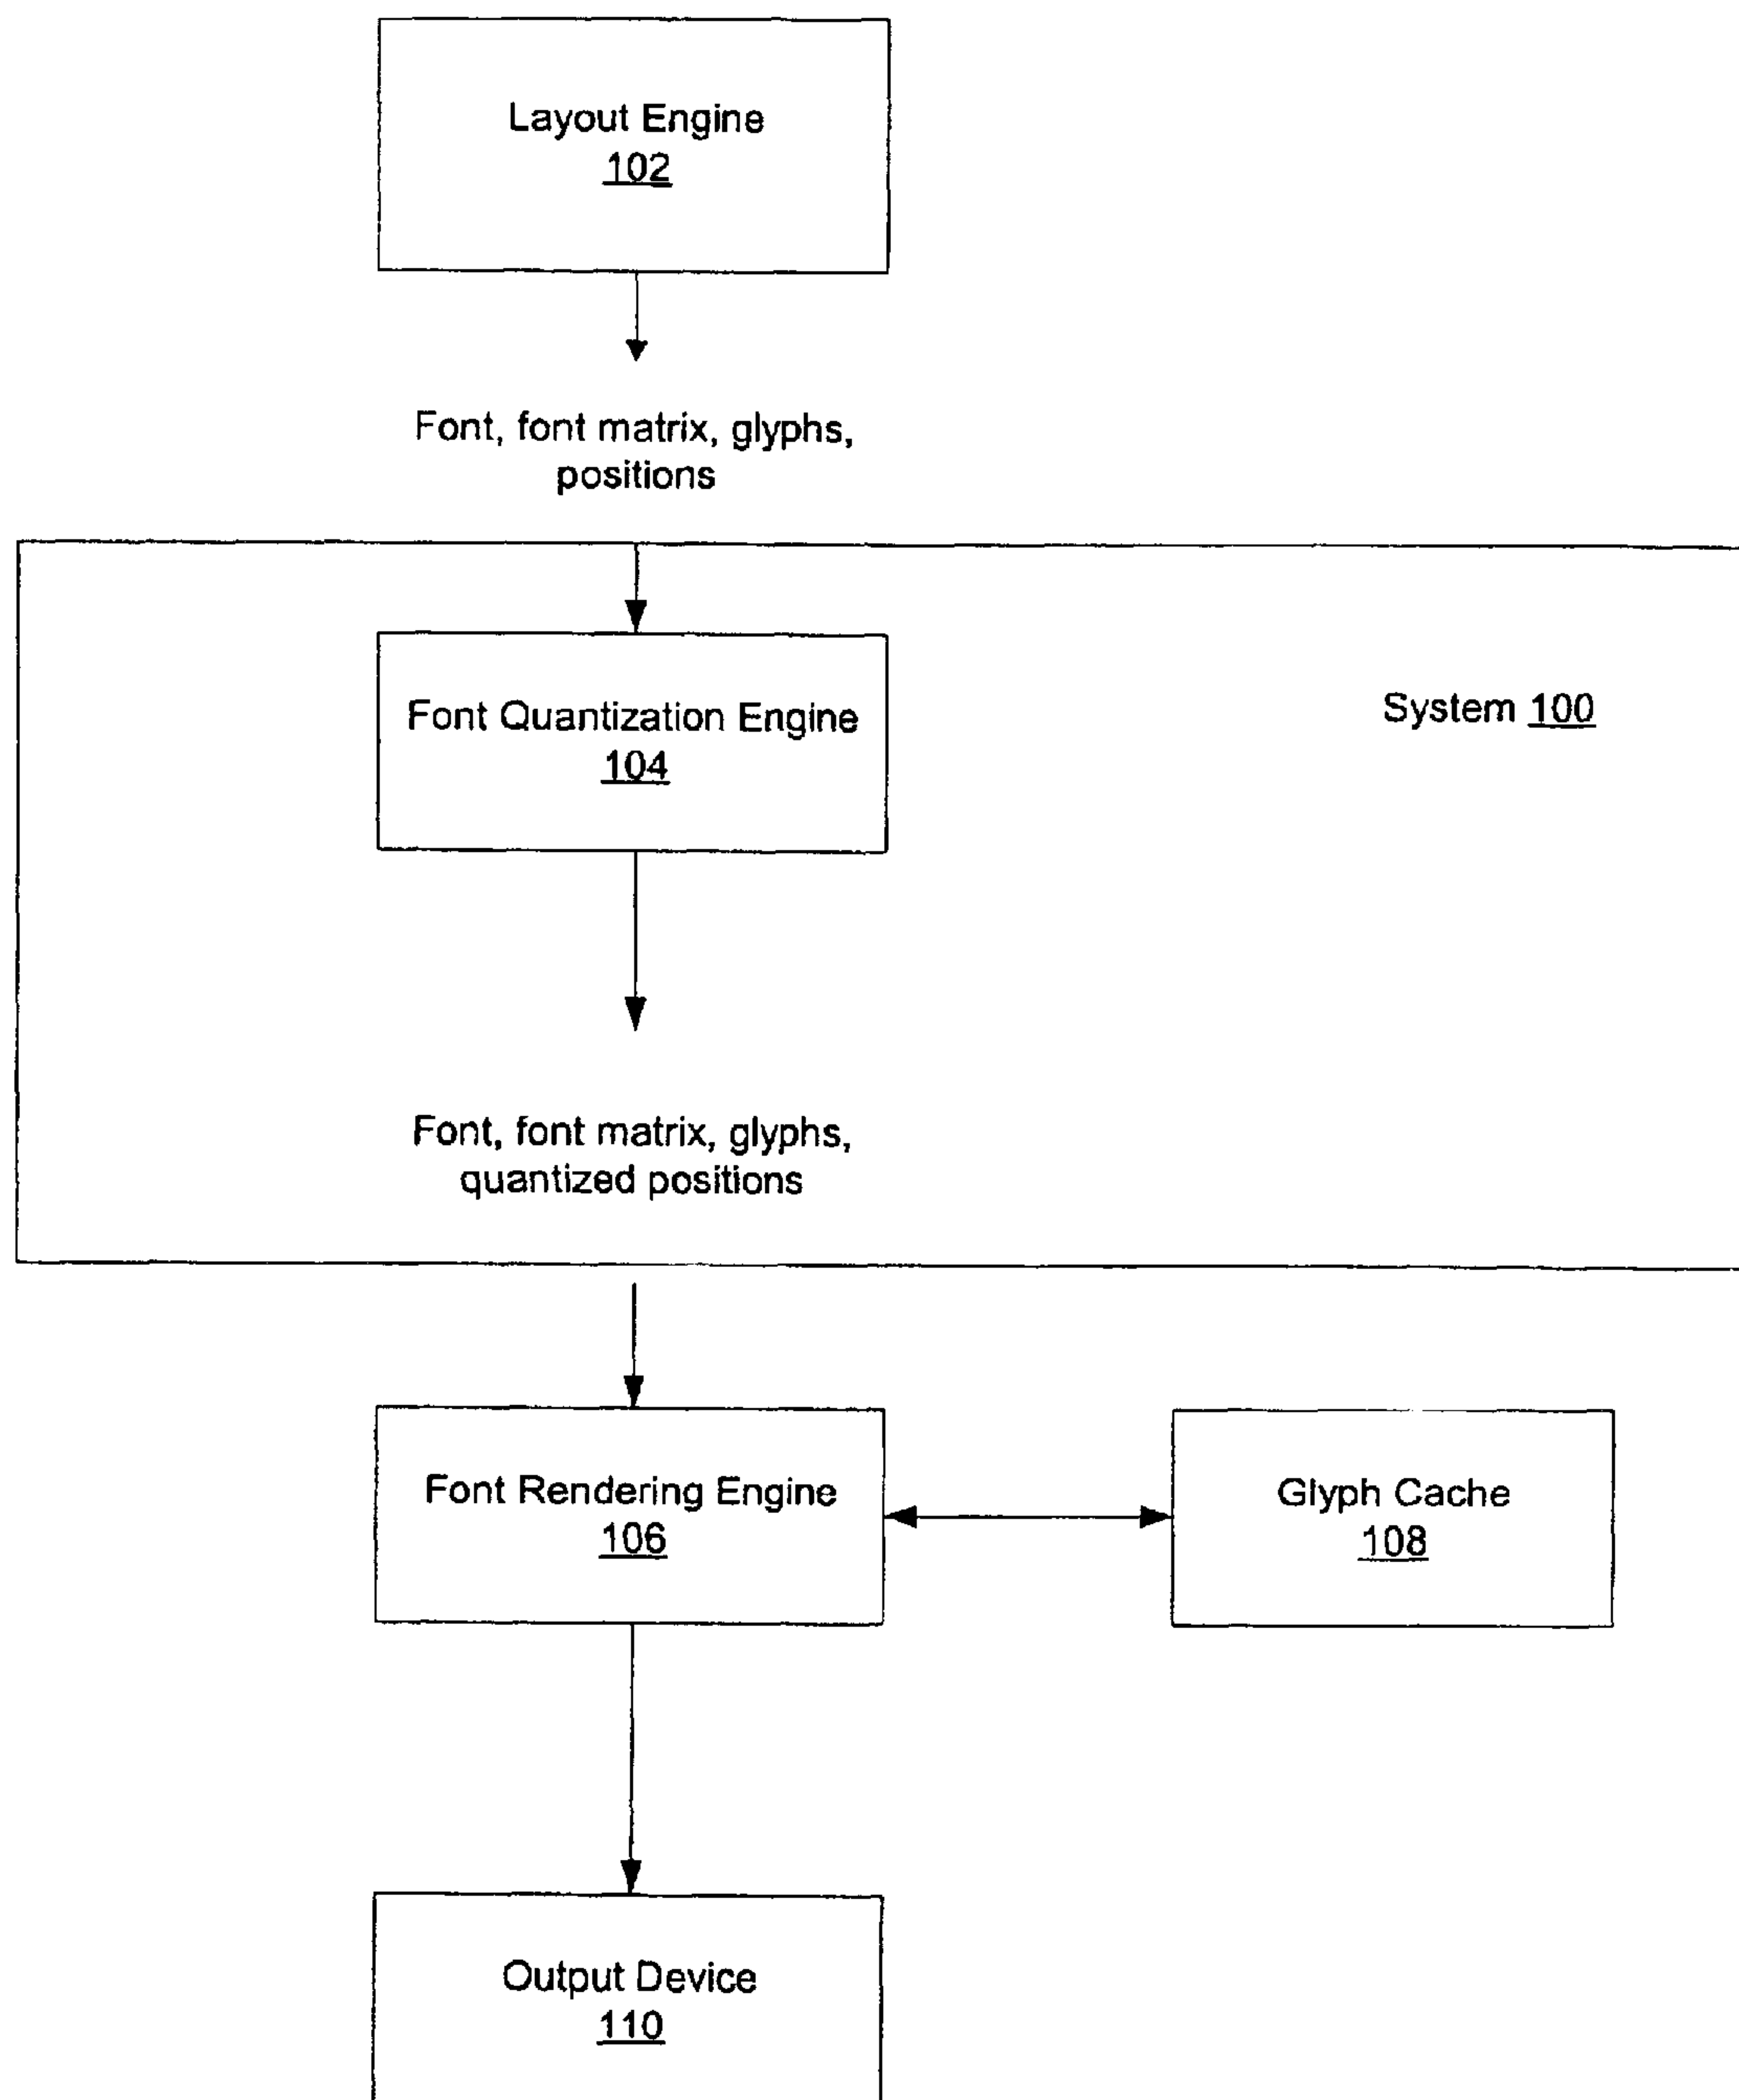 Layout Engine
102
Font, font matrix, glyphs,
positions
Font Quantization Engine
104
System 100
Font, font matrix, glyphs,
quantized positions
Font Rendering Engine
106
Glyph Cache
108
Output Device
110